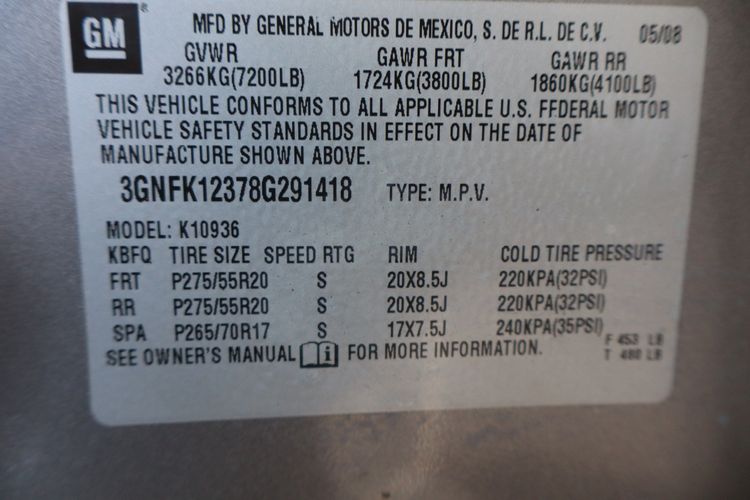 GM
MFD BY GENERAL MOTORS DE MEXICO, S. DE R.L. DE C.V. 05/08
GVWR GAWR FRT GAWR RR
3266KG(7200LB) 1724KG(3800LB) 1860KG(4100LB)
THIS VEHICLE CONFORMS TO ALL APPLICABLE U.S. FEDERAL MOTOR
VEHICLE SAFETY STANDARDS IN EFFECT ON THE DATE OF
MANUFACTURE SHOWN ABOVE.
3GNFK12378G291418 TYPE: M.P.V.
MODEL: K10936
KBFQ TIRE SIZE SPEED RTG RIM COLD TIRE PRESSURE
FRT P275/55R20 S 20X8.5J 220KPA(32PSI)
RR P275/55R20 S 20X8.5J 220KPA(32PSI)
SPA P265/70R17 S 17X7.5J 240KPA(35PSI)
F 453 LB
T 480 LB
SEE OWNER'S MANUAL FOR MORE INFORMATION.